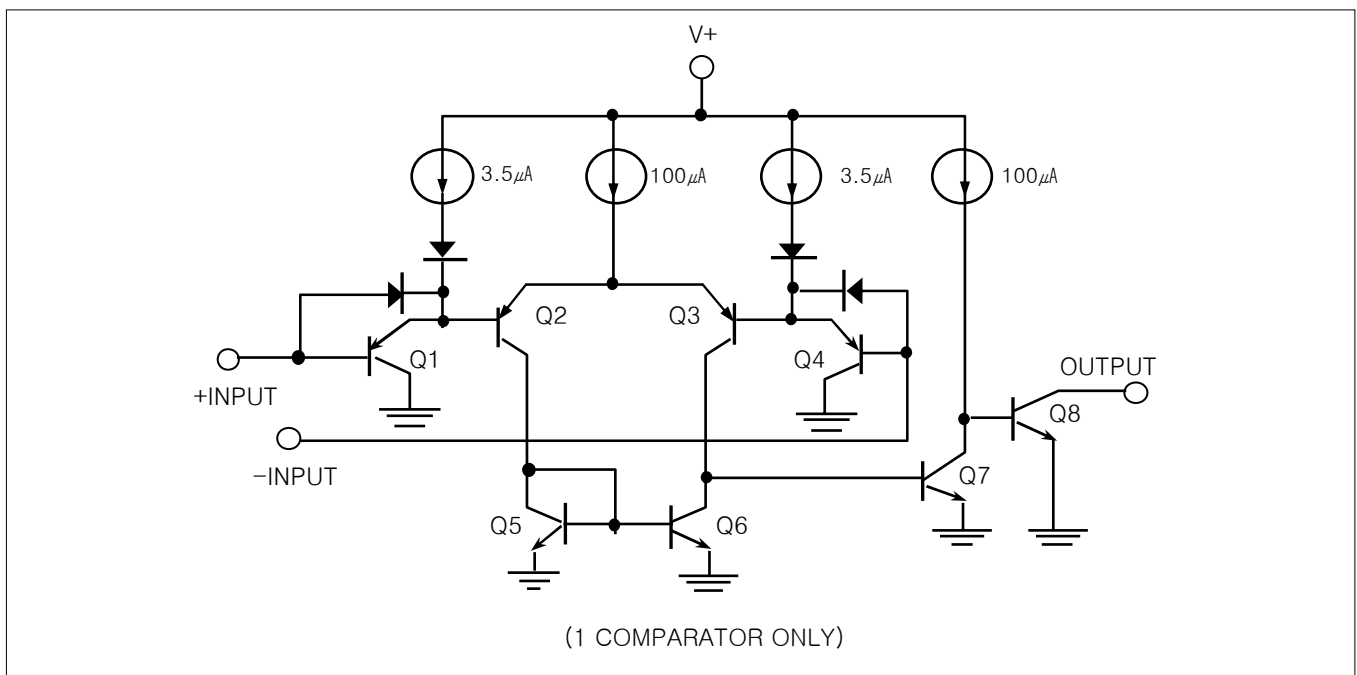 V+
3.5㎂
100㎂
3.5㎂
100㎂
Q2
Q3
Q1
Q4
OUTPUT
+INPUT
Q8
−INPUT
Q7
Q5
Q6
(1 COMPARATOR ONLY)